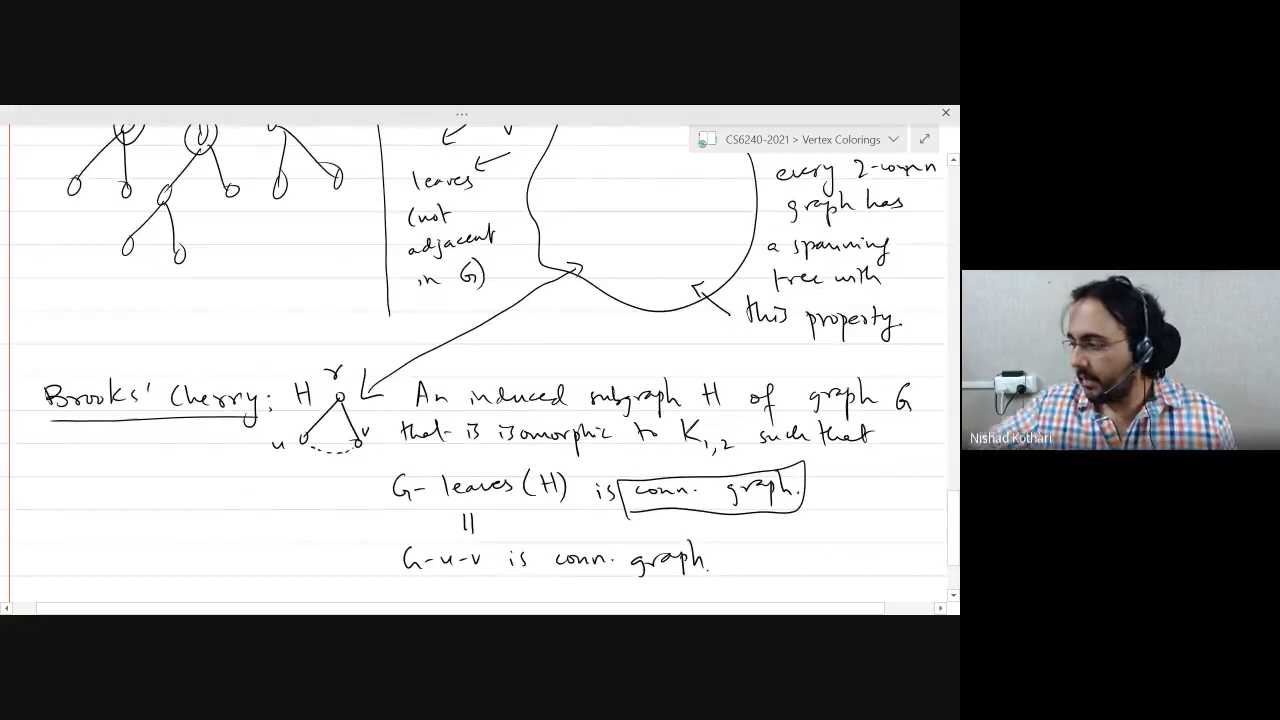 CS6240-2021 > Vertex Colorings
leaves
(not
adjacent
in G)
every 2-conn
graph has
a spanning
tree with
this property
Brooks' Cherry: H r u v
An induced subgraph H of graph G
that is isomorphic to K1,2 such that
G- leaves (H) is conn. graph.
||
G-u-v is conn. graph.
Nishad Kothari